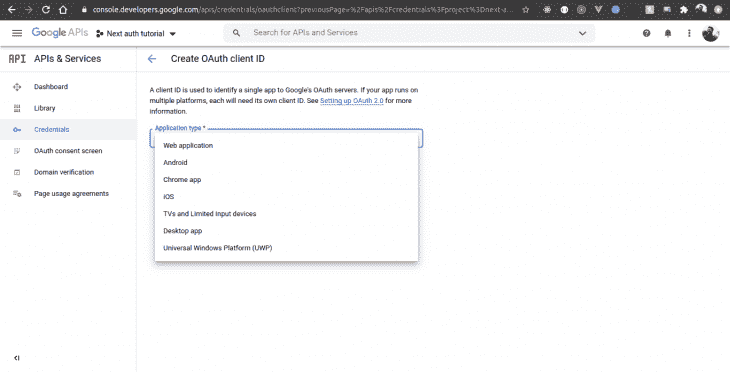 console.developers.google.com/apis/credentials/oauthclient?previousPage=%2Fapis%2Fcredentials%3Fproject%3Dnext-a...
Google APIs
Next auth tutorial
Search for APIs and Services
API APIs & Services
Create OAuth client ID
Dashboard
Library
Credentials
OAuth consent screen
Domain verification
Page usage agreements
A client ID is used to identify a single app to Google's OAuth servers. If your app runs on
multiple platforms, each will need its own client ID. See Setting up OAuth 2.0 for more
information.
Application type *
Web application
Android
Chrome app
iOS
TVs and Limited Input devices
Desktop app
Universal Windows Platform (UWP)